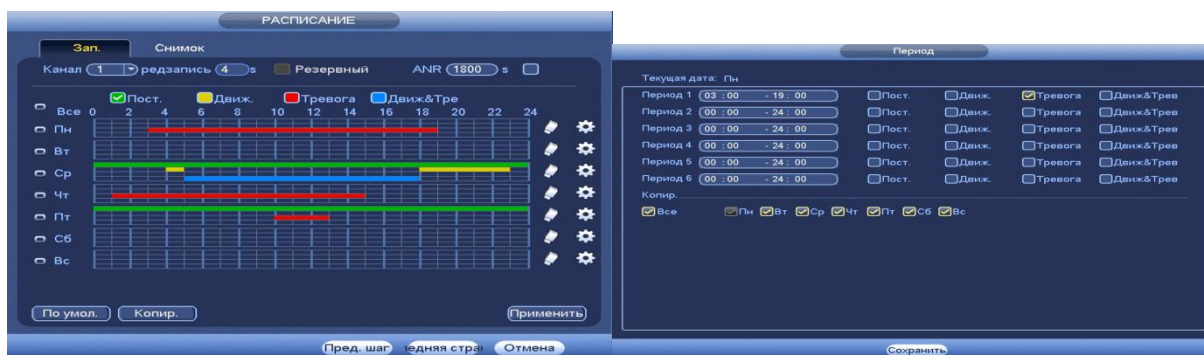 РАСПИСАНИЕ
Зап. Снимок
Канал 1 редзапись 4 s Резервный ANR 1800 s
Пост. Движ. Тревога Движ&Тре
Все 0 2 4 6 8 10 12 14 16 18 20 22 24
Пн
Вт
Ср
Чт
Пт
Сб
Вс
По умол. Копир. Применить
Пред. шаг едняя стра Отмена
Период
Текущая дата: Пн
Период 1 03 :00 - 19: 00 Пост. Движ. Тревога Движ&Трев
Период 2 00 :00 - 24: 00 Пост. Движ. Тревога Движ&Трев
Период 3 00 :00 - 24: 00 Пост. Движ. Тревога Движ&Трев
Период 4 00 :00 - 24: 00 Пост. Движ. Тревога Движ&Трев
Период 5 00 :00 - 24: 00 Пост. Движ. Тревога Движ&Трев
Период 6 00 :00 - 24: 00 Пост. Движ. Тревога Движ&Трев
Копир.
Все Пн Вт Ср Чт Пт Сб Вс
Сохранить